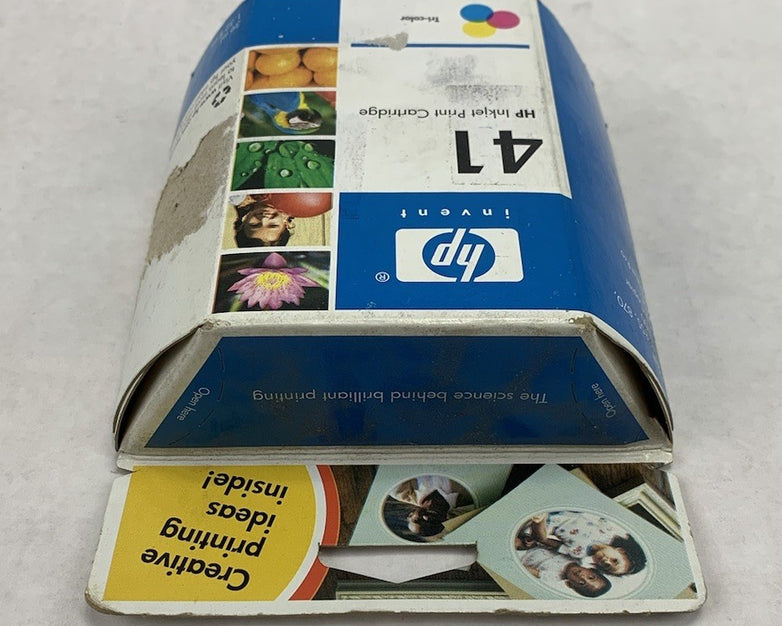 Creative
printing
ideas
inside!
Open here
The science behind brilliant printing
Open here
hp
®
invent
41
HP Inkjet Print Cartridge
Tri-color